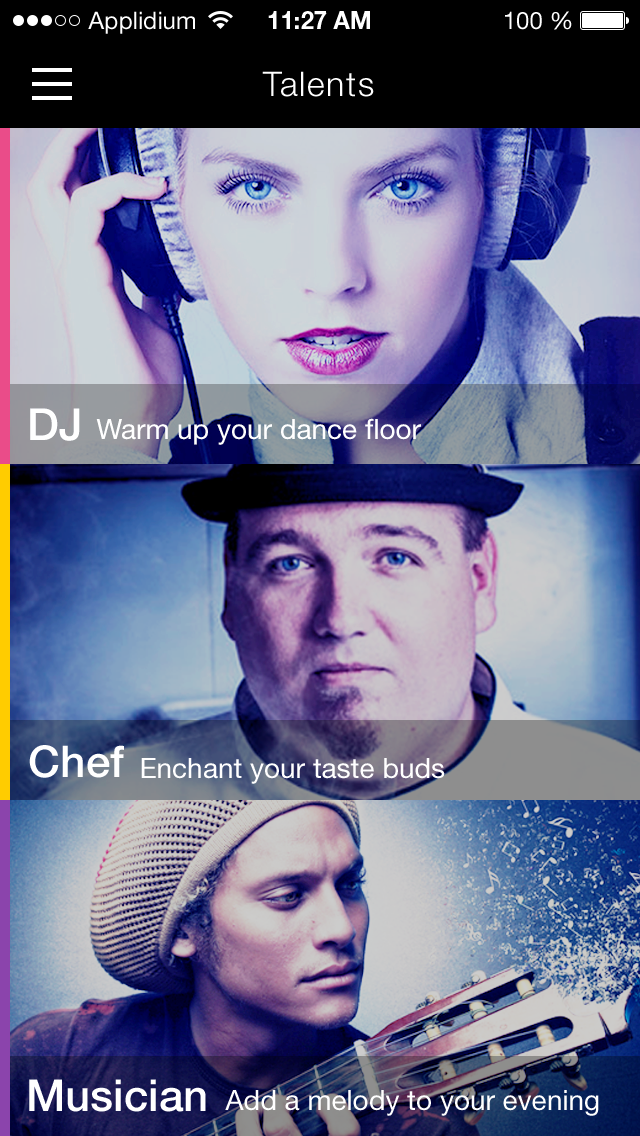 Applidium 11:27 AM 100 %
Talents
DJ Warm up your dance floor
Chef Enchant your taste buds
Musician Add a melody to your evening